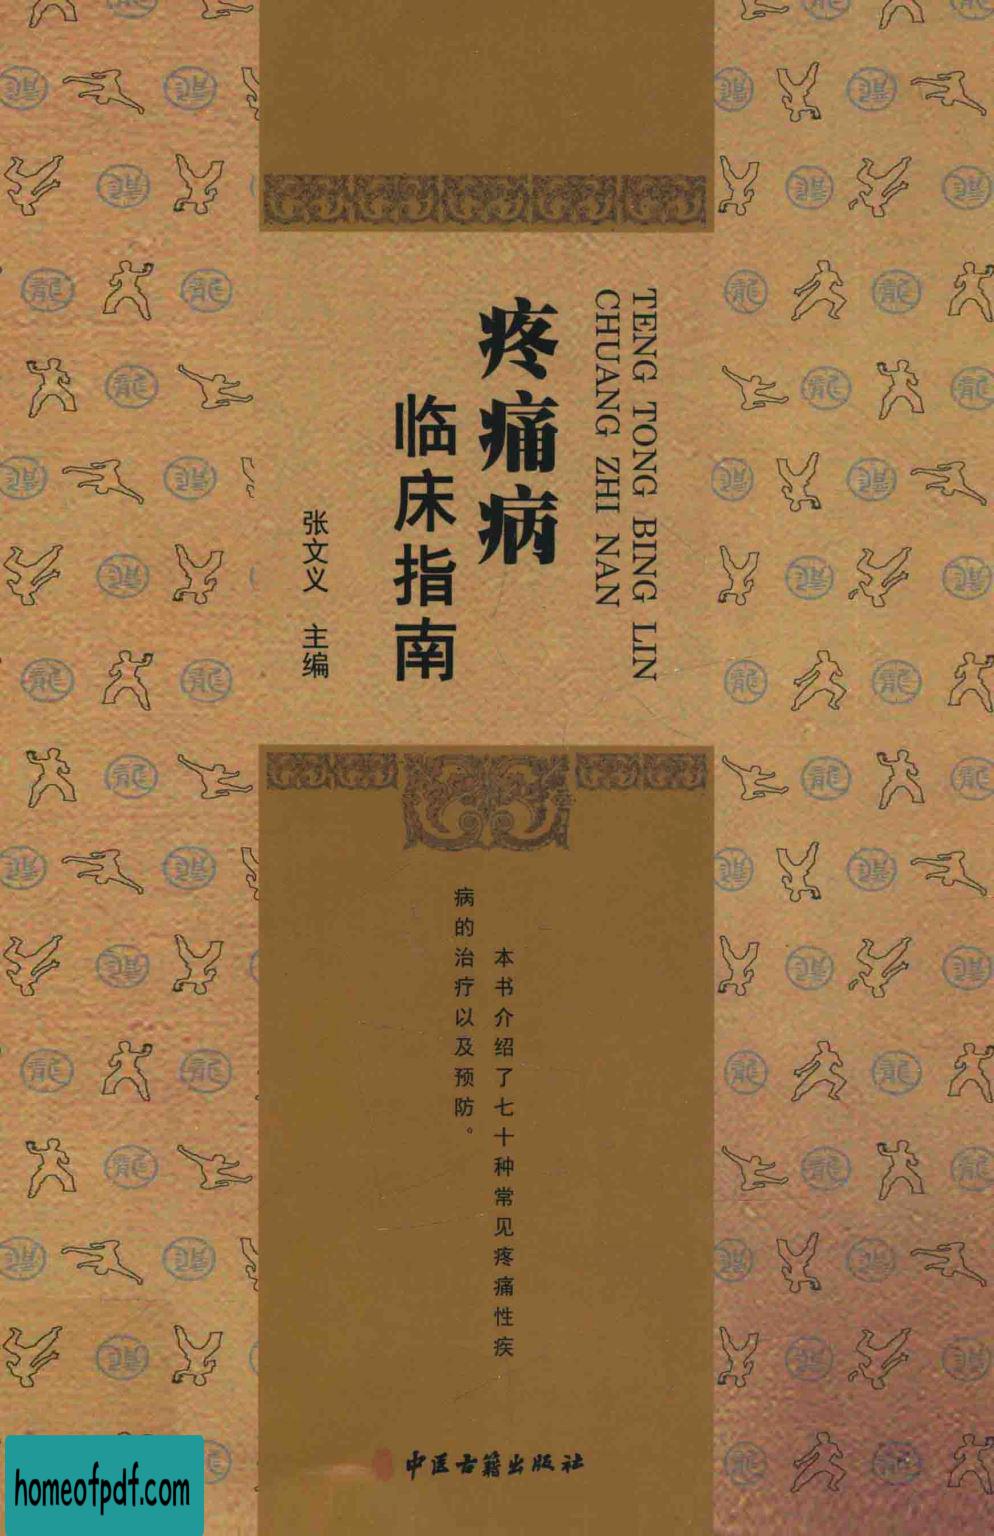 TENG TONG BING LIN
CHUANG ZHI NAN
疼痛病
临床指南
张文义 主编
本书介绍了七十种常见疼痛性疾
病的治疗以及预防。
中医古籍出版社
homeofpdf.com